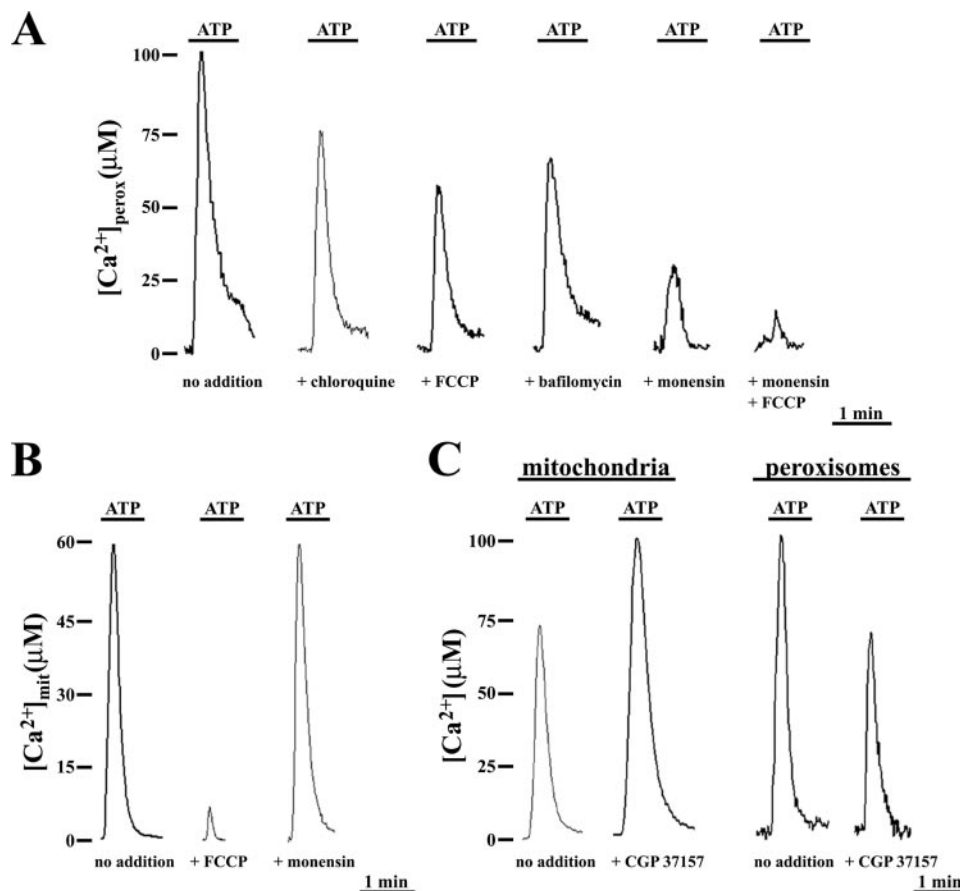 A
ATP ATP ATP ATP ATP ATP
[Ca²⁺]perox(μM)
100
75
50
25
0
no addition + chloroquine + FCCP + bafilomycin + monensin + monensin
+ FCCP
1 min
B
ATP ATP ATP
[Ca²⁺]mit(μM)
60
45
30
15
0
no addition + FCCP + monensin
1 min
C
mitochondria peroxisomes
ATP ATP ATP ATP
[Ca²⁺] (μM)
100
75
50
25
0
no addition + CGP 37157 no addition + CGP 37157
1 min